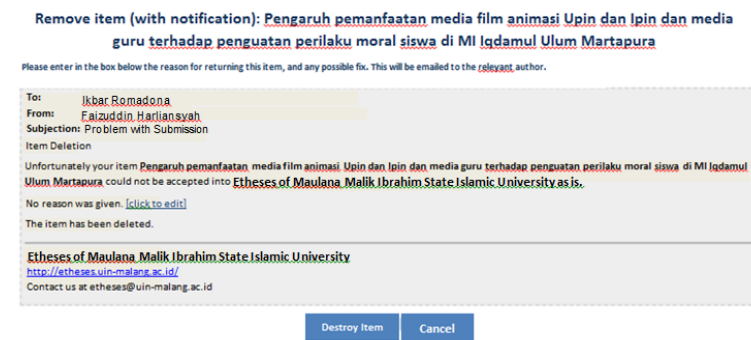 Remove item (with notification): Pengaruh pemanfaatan media film animasi Upin dan Ipin dan media
guru terhadap penguatan perilaku moral siswa di MI Iqdamul Ulum Martapura
Please enter in the box below the reason for returning this item, and any possible fix. This will be emailed to the relevant author.
To: Ikbar Romadona
From: Faizuddin Harliansyah
Subjection: Problem with Submission
Item Deletion
Unfortunately your item Pengaruh pemanfaatan media film animasi Upin dan Ipin dan media guru terhadap penguatan perilaku moral siswa di MI Iqdamul
Ulum Martapura could not be accepted into Etheses of Maulana Malik Ibrahim State Islamic University as is.
No reason was given. [click to edit]
The item has been deleted.
Etheses of Maulana Malik Ibrahim State Islamic University
http://etheses.uin-malang.ac.id/
Contact us at etheses@uin-malang.ac.id
Destroy Item Cancel